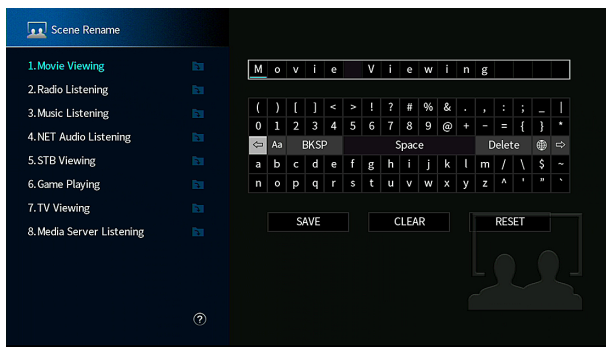 Scene Rename
1.Movie Viewing
2.Radio Listening
3.Music Listening
4.NET Audio Listening
5.STB Viewing
6.Game Playing
7.TV Viewing
8.Media Server Listening
?
Movie Viewing
( ) [ ] < > ! ? # % & . , : ; _ |
0 1 2 3 4 5 6 7 8 9 @ + - = { } *
⇦ Aa BKSP Space Delete ⇨
a b c d e f g h i j k l m / \ $ ~
n o p q r s t u v w x y z ^ ' " `
SAVE CLEAR RESET